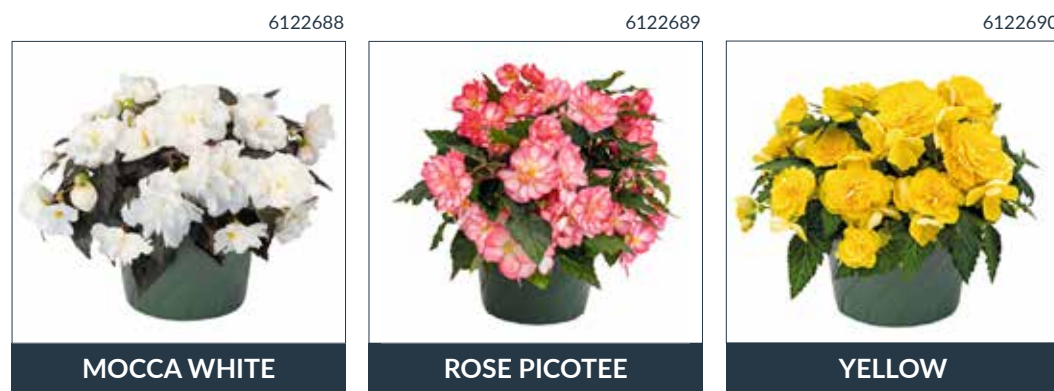 6122688
6122689
6122690
MOCCA WHITE
ROSE PICOTEE
YELLOW